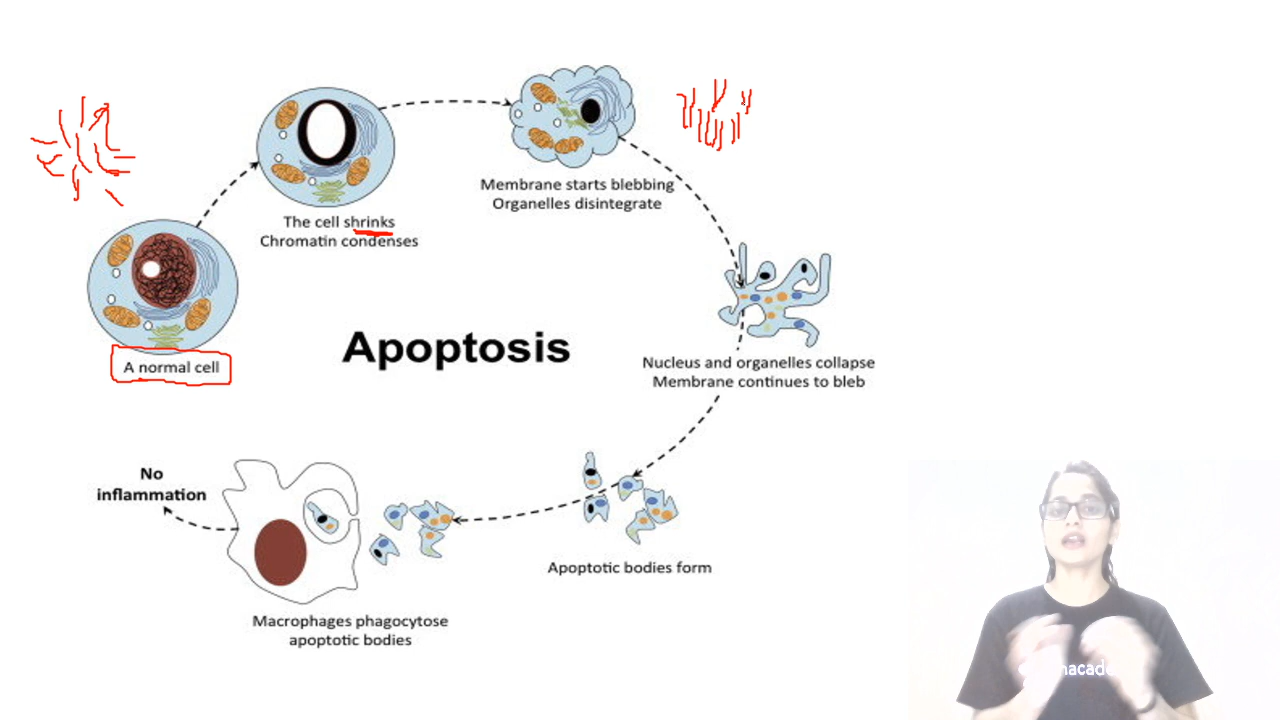 Membrane starts blebbing
Organelles disintegrate
The cell shrinks
Chromatin condenses
Apoptosis
A normal cell
Nucleus and organelles collapse
Membrane continues to bleb
No
inflammation
Apoptotic bodies form
Macrophages phagocytose
apoptotic bodies